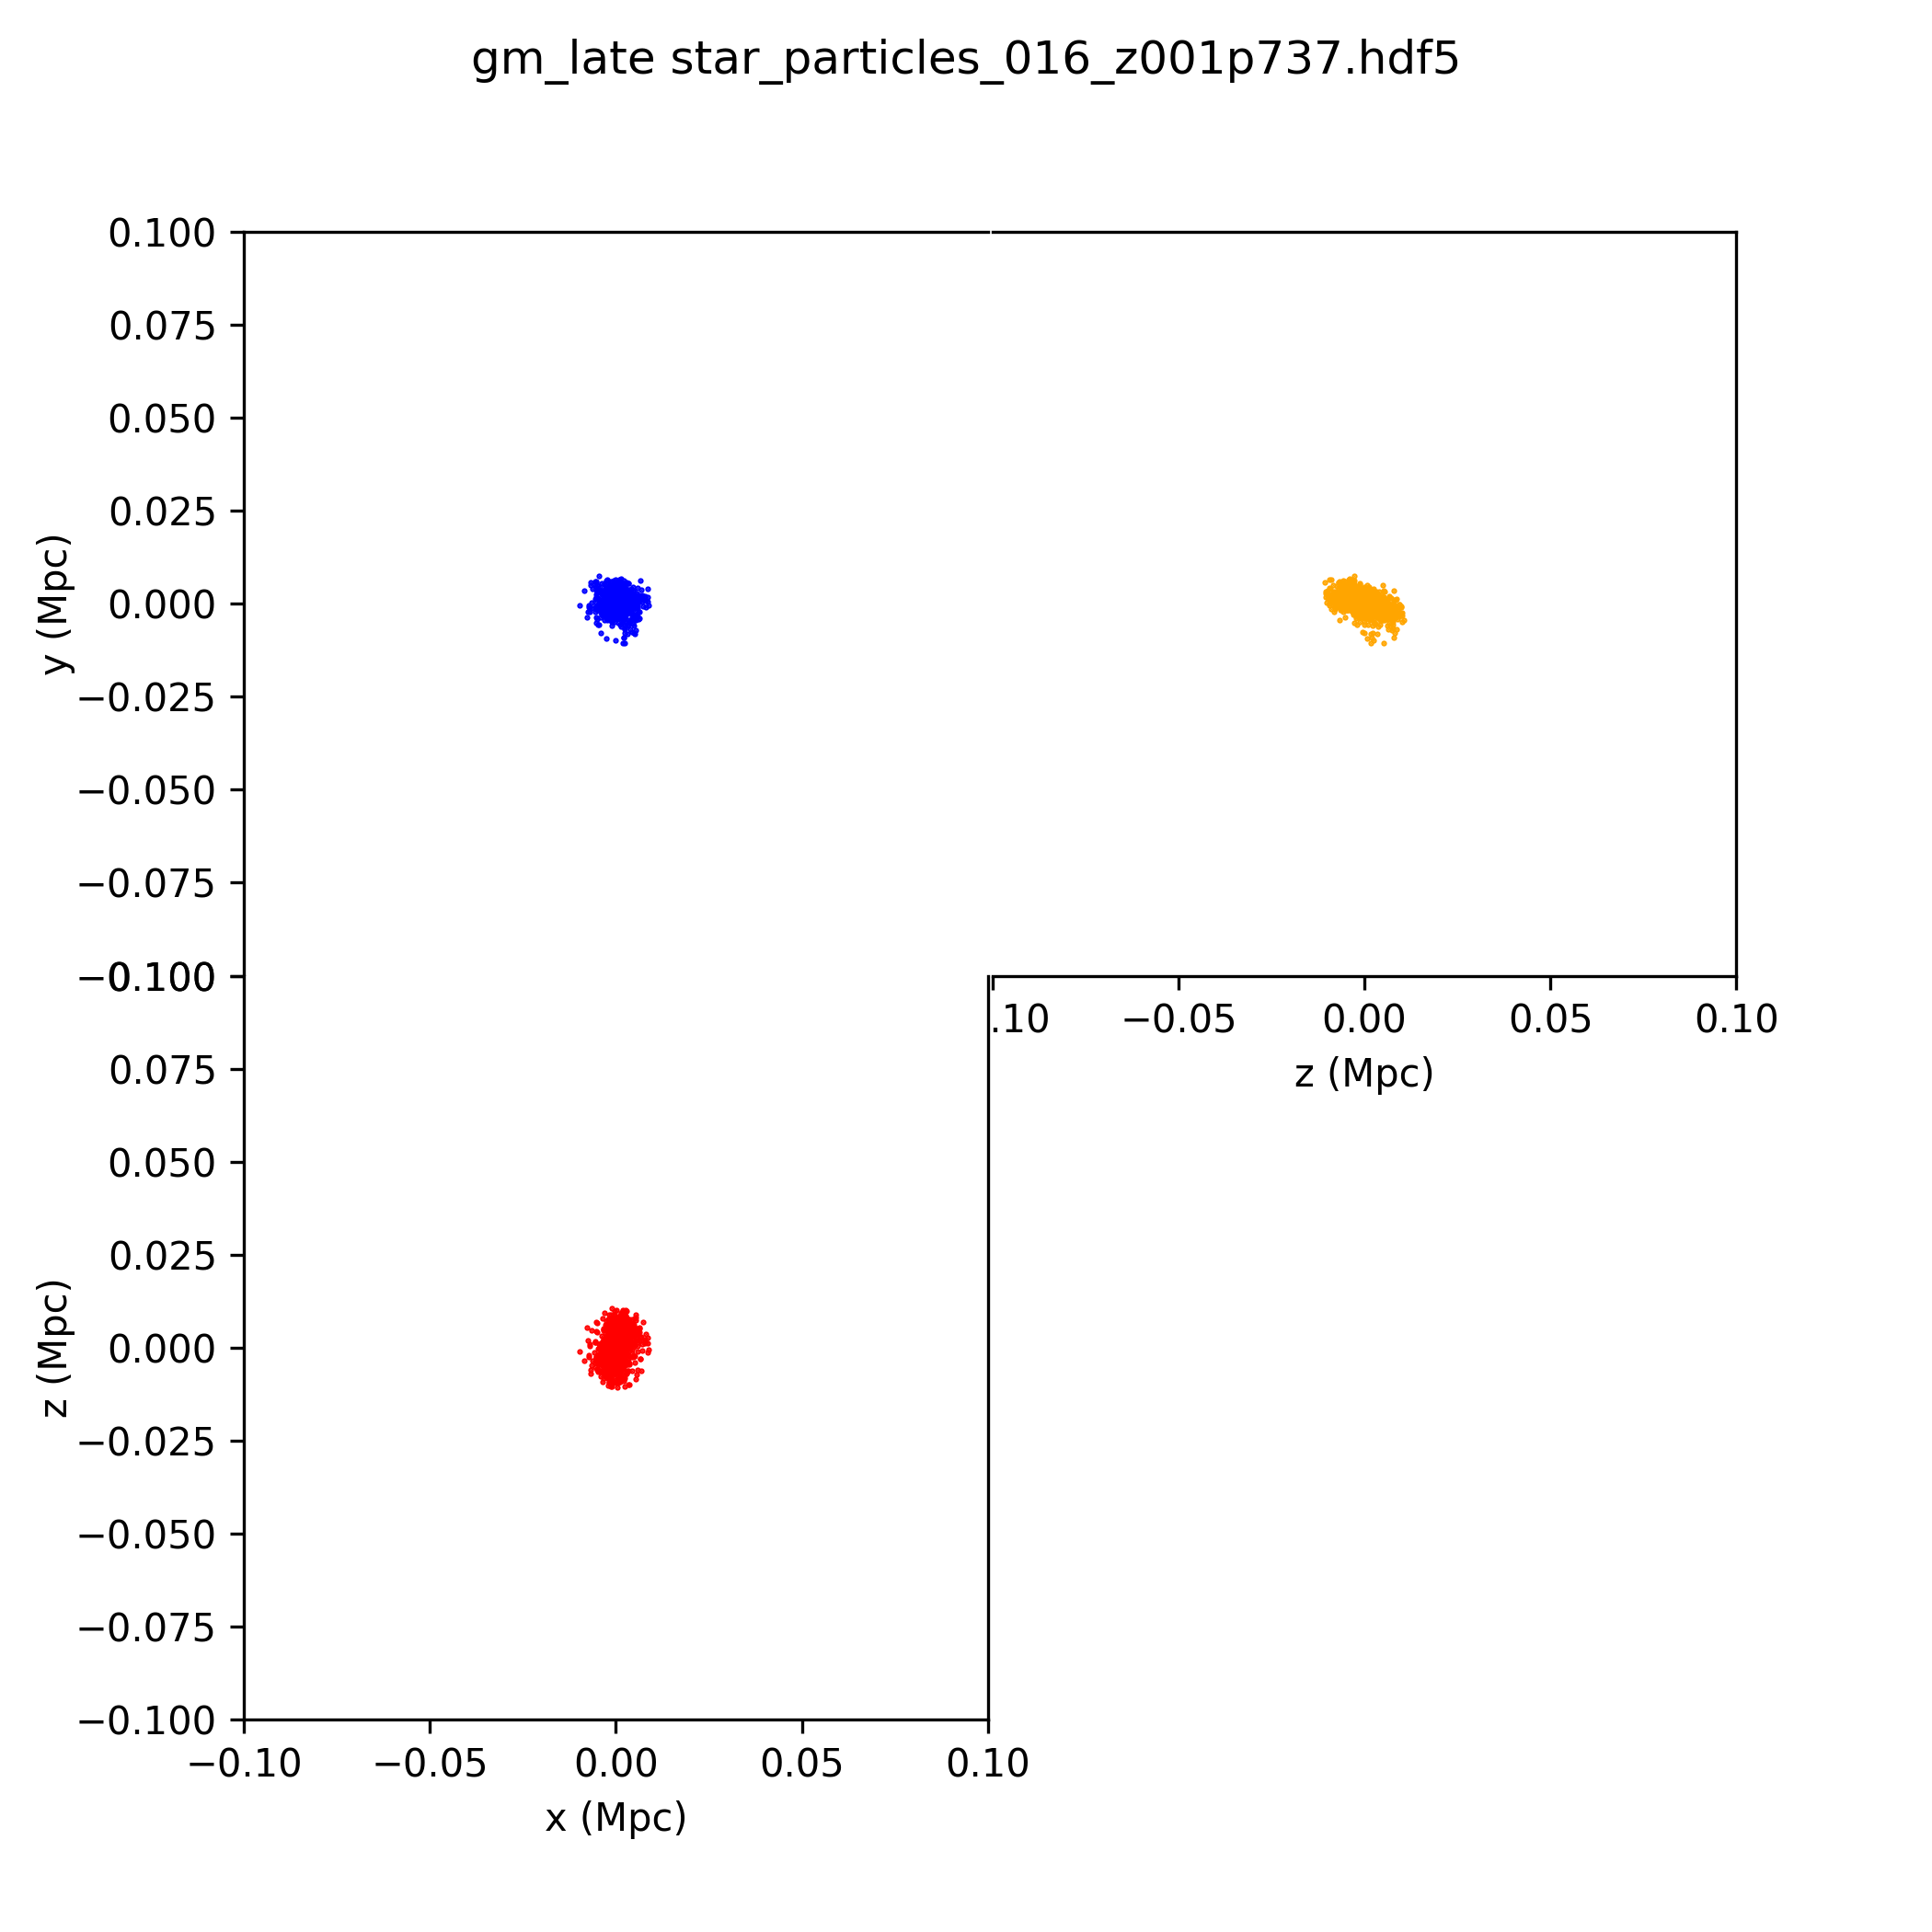 gm_late star_particles_016_z001p737.hdf5
0.100
0.075
0.050
0.025
0.000
−0.025
−0.050
−0.075
−0.100
y (Mpc)
.10 −0.05 0.00 0.05 0.10
z (Mpc)
0.075
0.050
0.025
0.000
−0.025
−0.050
−0.075
−0.100
z (Mpc)
−0.10 −0.05 0.00 0.05 0.10
x (Mpc)